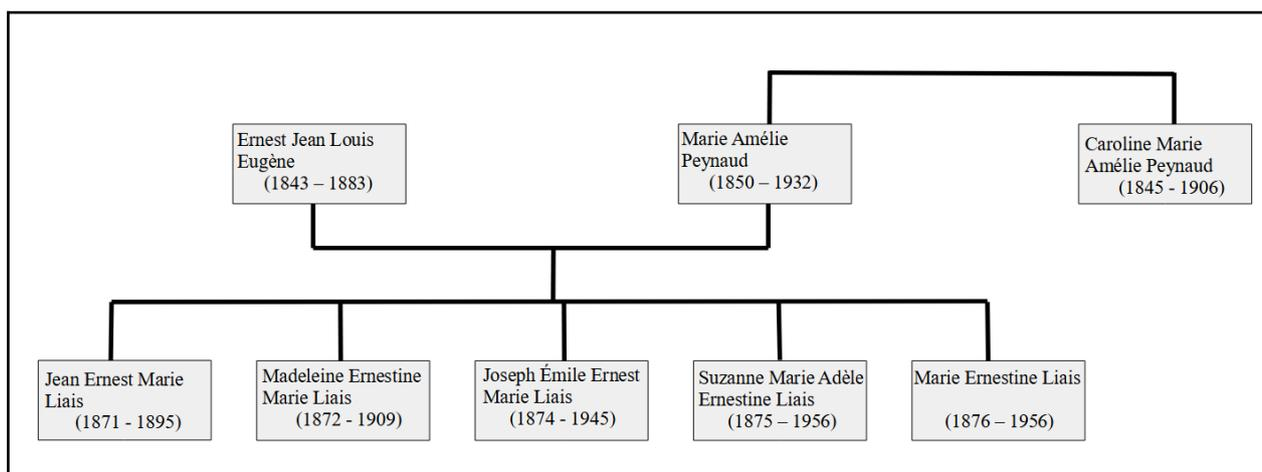 Ernest Jean Louis
Eugène
(1843 – 1883)
Marie Amélie
Peynaud
(1850 – 1932)
Caroline Marie
Amélie Peynaud
(1845 - 1906)
Jean Ernest Marie
Liais
(1871 - 1895)
Madeleine Ernestine
Marie Liais
(1872 - 1909)
Joseph Émile Ernest
Marie Liais
(1874 - 1945)
Suzanne Marie Adèle
Ernestine Liais
(1875 – 1956)
Marie Ernestine Liais
(1876 – 1956)